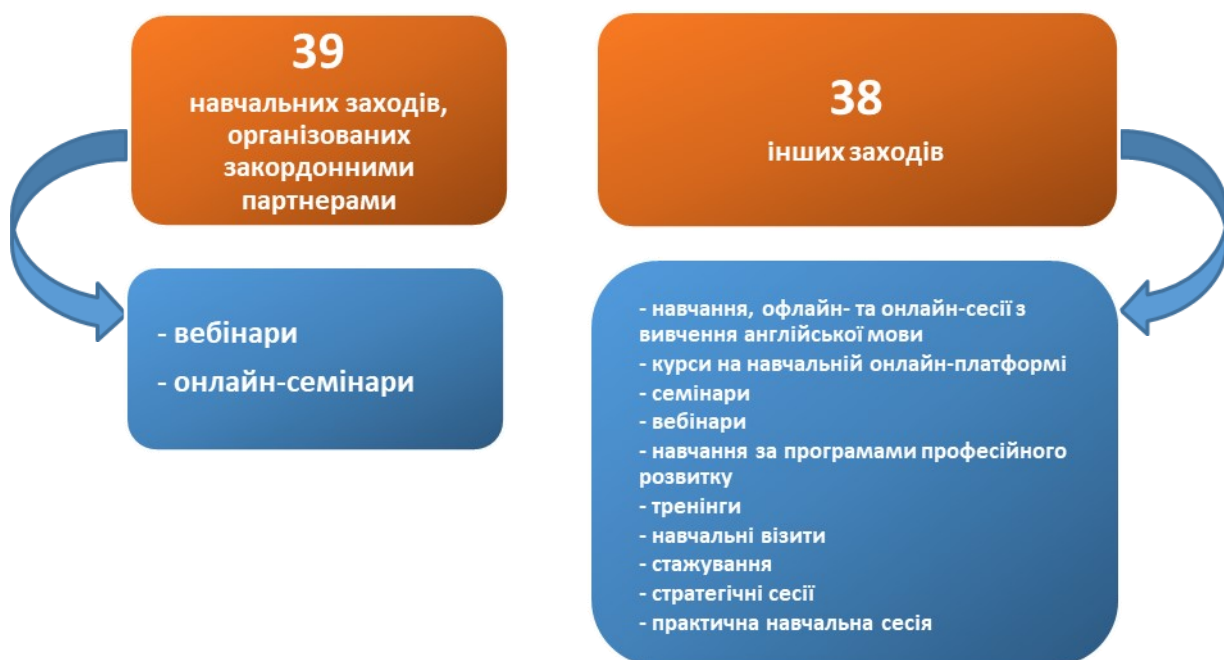 39
навчальних заходів,
організованих
закордонними
партнерами
38
інших заходів
- вебінари
- онлайн-семінари
- навчання, офлайн- та онлайн-сесії з
вивчення англійської мови
- курси на навчальній онлайн-платформі
- семінари
- вебінари
- навчання за програмами професійного
розвитку
- тренінги
- навчальні візити
- стажування
- стратегічні сесії
- практична навчальна сесія